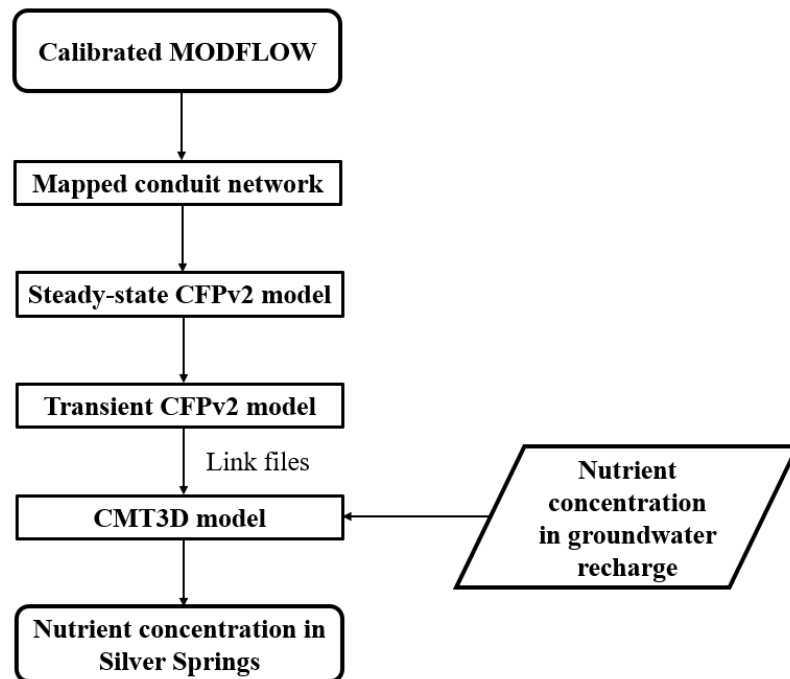 Calibrated MODFLOW
Mapped conduit network
Steady-state CFPv2 model
Transient CFPv2 model
Link files
CMT3D model
Nutrient
concentration
in groundwater
recharge
Nutrient concentration in
Silver Springs